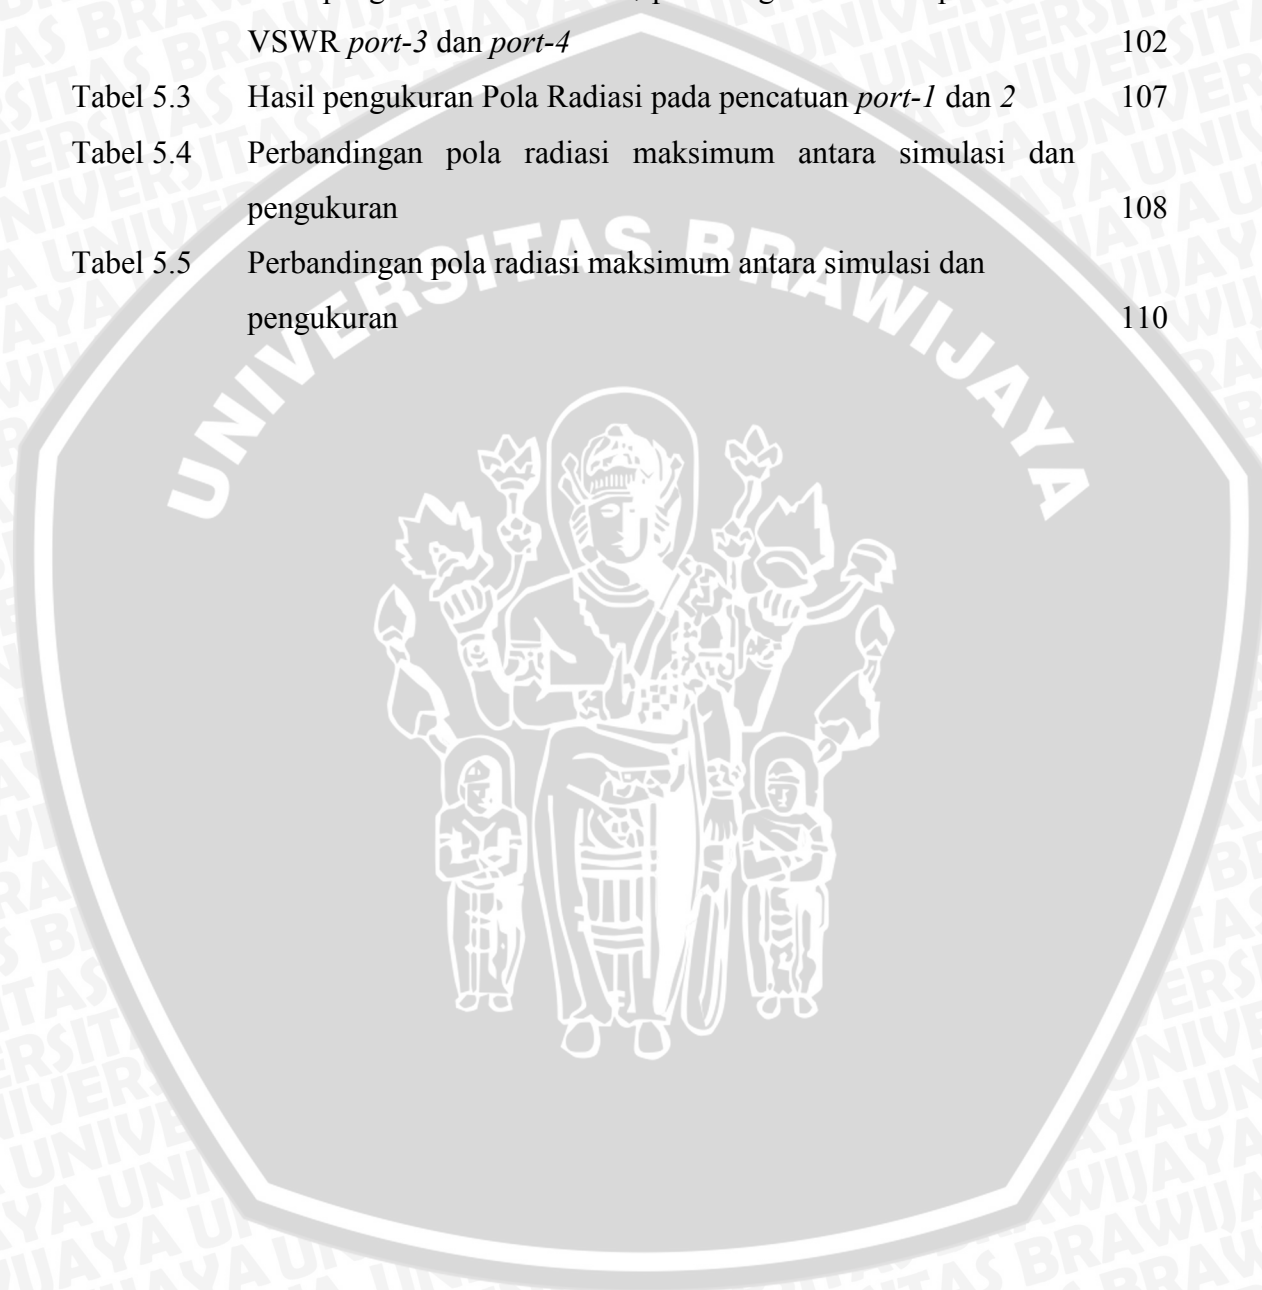 VSWR port-3 dan port-4 102
Tabel 5.3 Hasil pengukuran Pola Radiasi pada pencatuan port-1 dan 2 107
Tabel 5.4 Perbandingan pola radiasi maksimum antara simulasi dan
pengukuran 108
Tabel 5.5 Perbandingan pola radiasi maksimum antara simulasi dan
pengukuran 110
UNIVERSITAS BRAWIJAYA